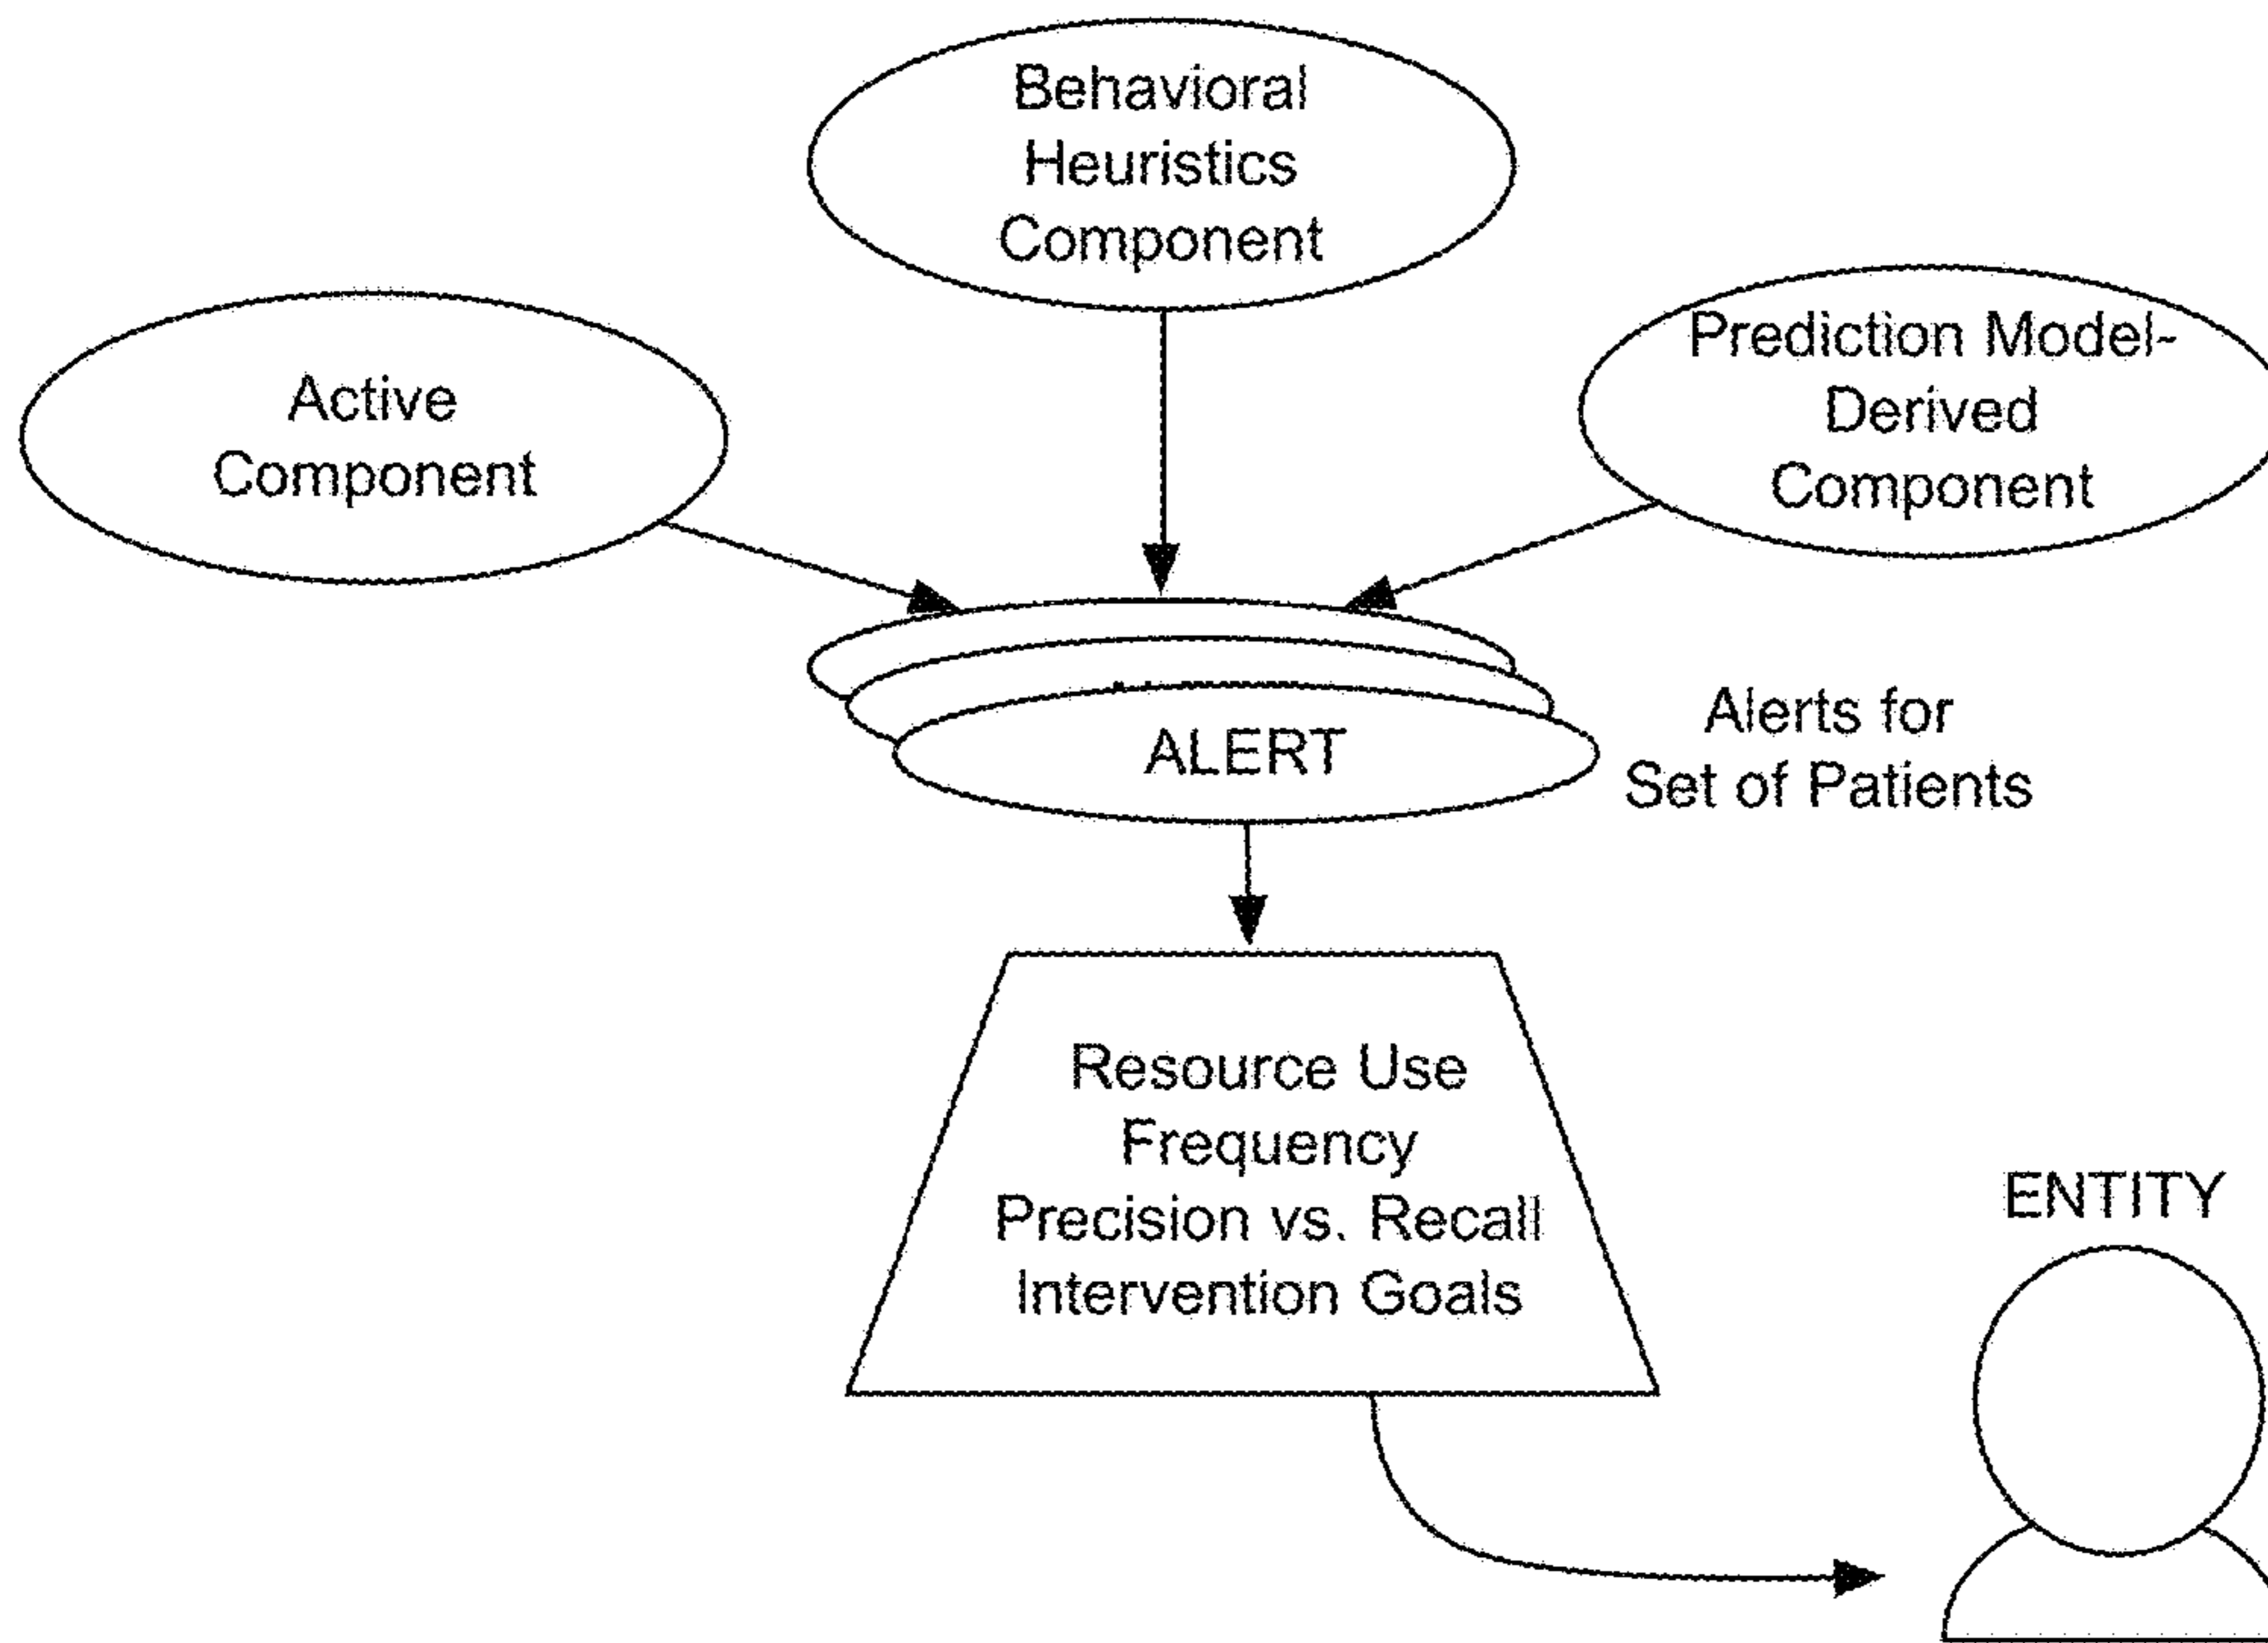 Behavioral
Heuristics
Component
Active
Component
Prediction Model-
Derived
Component
ALERT
Alerts for
Set of Patients
Resource Use
Frequency
Precision vs. Recall
Intervention Goals
ENTITY